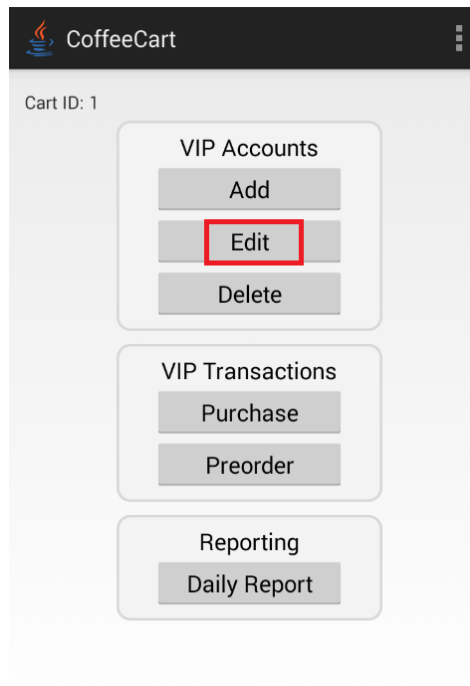 CoffeeCart
Cart ID: 1
VIP Accounts
Add
Edit
Delete
VIP Transactions
Purchase
Preorder
Reporting
Daily Report